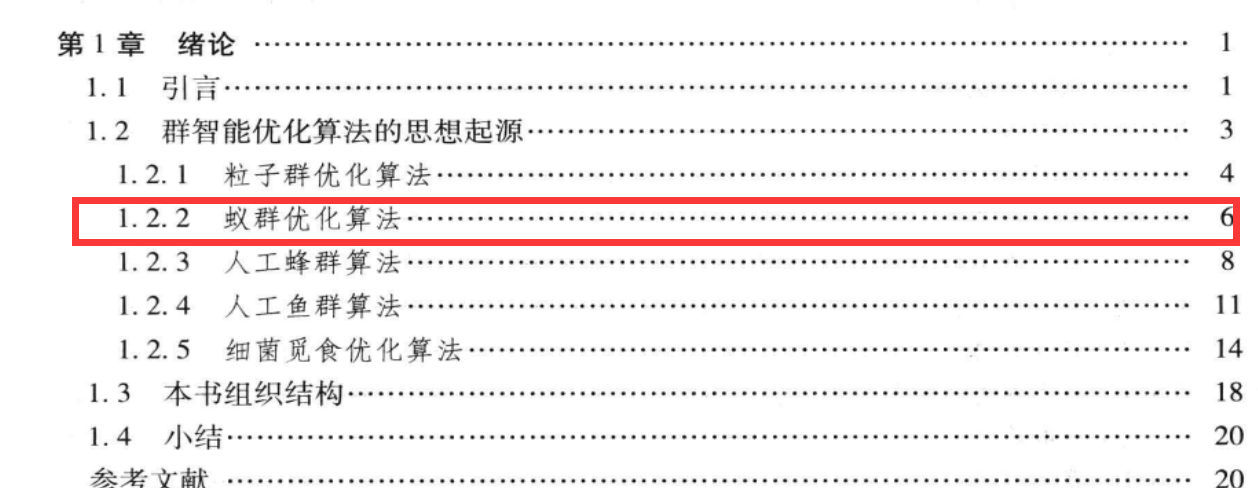 第 1 章 绪论 …… 1
1.1 引言 …… 1
1.2 群智能优化算法的思想起源 …… 3
1.2.1 粒子群优化算法 …… 4
1.2.2 蚁群优化算法 …… 6
1.2.3 人工蜂群算法 …… 8
1.2.4 人工鱼群算法 …… 11
1.2.5 细菌觅食优化算法 …… 14
1.3 本书组织结构 …… 18
1.4 小结 …… 20
参考文献 …… 20